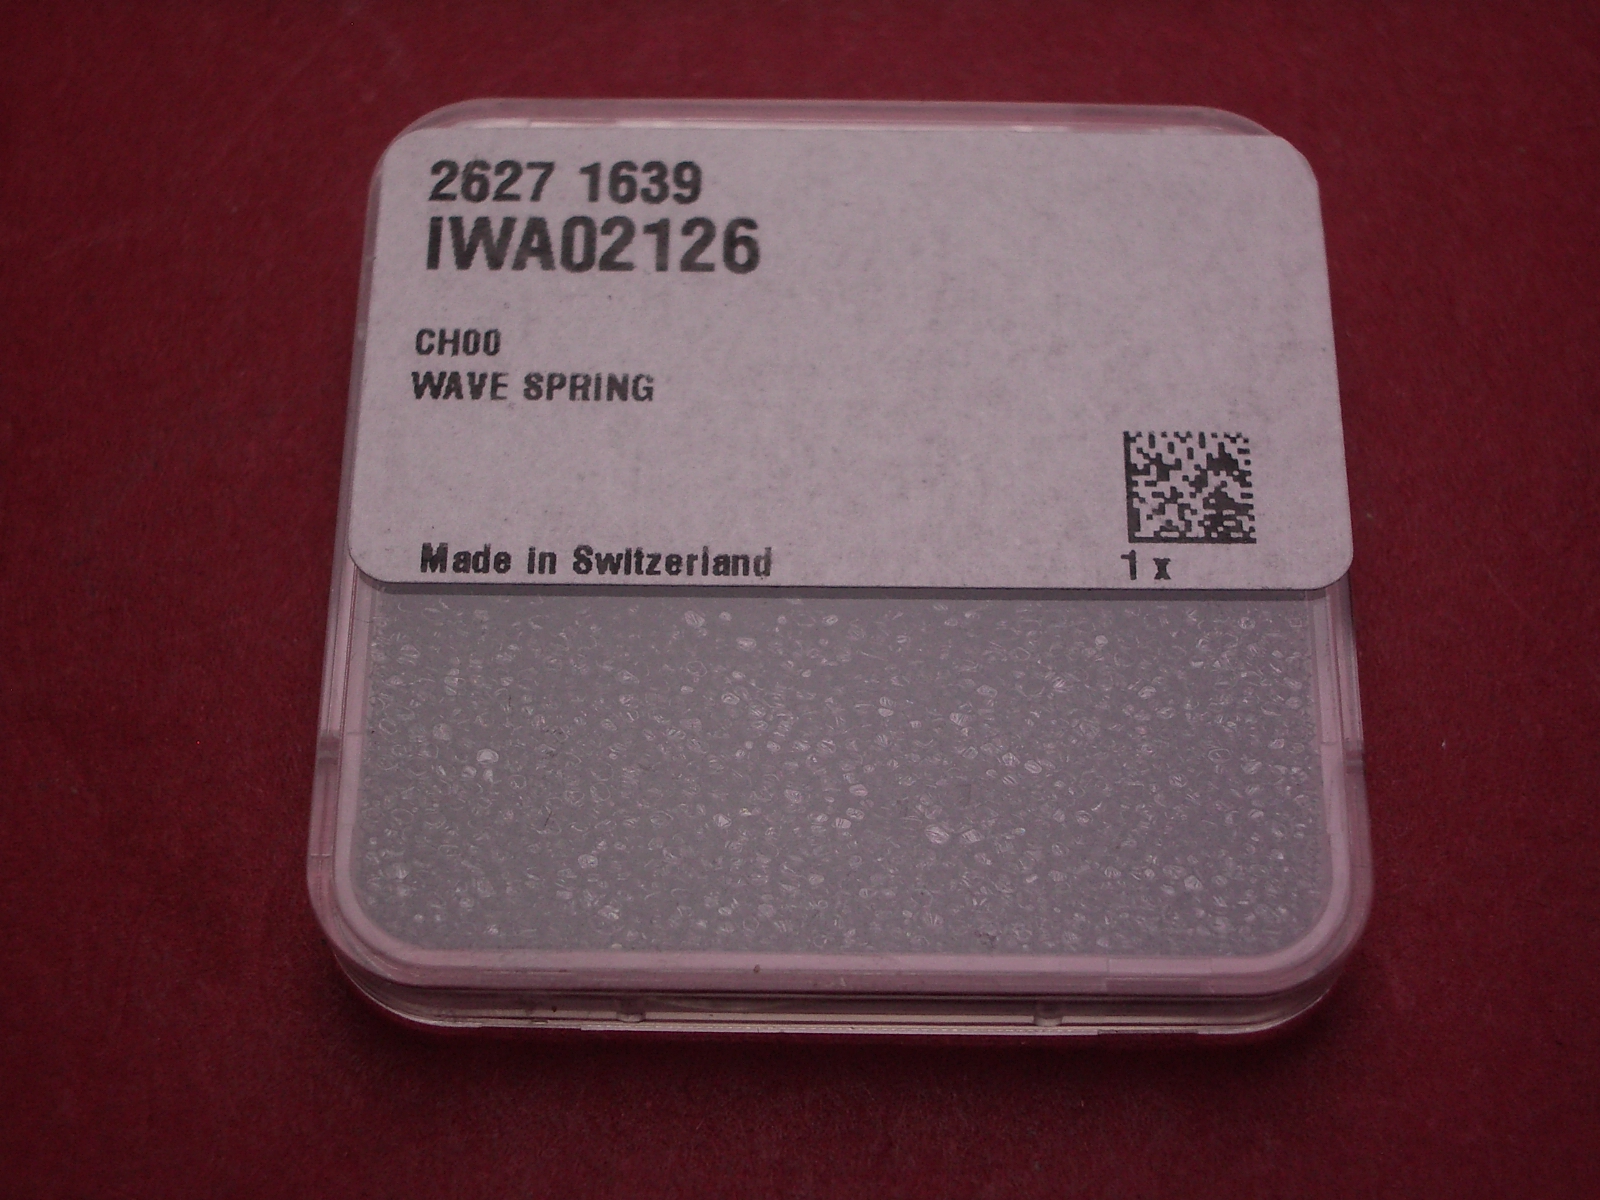 2627 1639
IWA02126
CH00
WAVE SPRING
Made in Switzerland
1 x